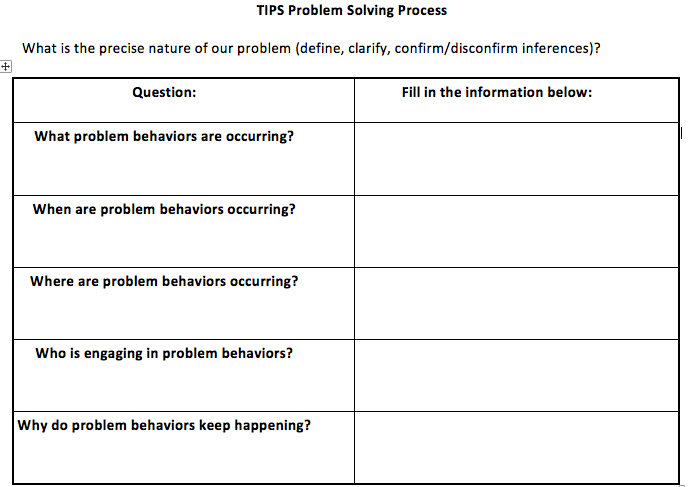 TIPS Problem Solving Process
What is the precise nature of our problem (define, clarify, confirm/disconfirm inferences)?
Question:
Fill in the information below:
What problem behaviors are occurring?
When are problem behaviors occurring?
Where are problem behaviors occurring?
Who is engaging in problem behaviors?
Why do problem behaviors keep happening?